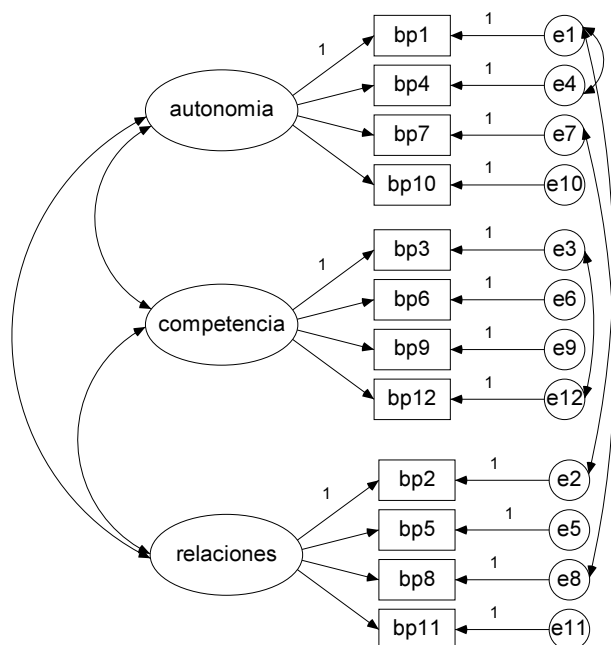 1 bp1 1 e1
bp4 1 e4
autonomia
bp7 1 e7
bp10 1 e10
1 bp3 1 e3
bp6 1 e6
competencia
bp9 1 e9
bp12 1 e12
1 bp2 1 e2
bp5 1 e5
relaciones
bp8 1 e8
bp11 1 e11